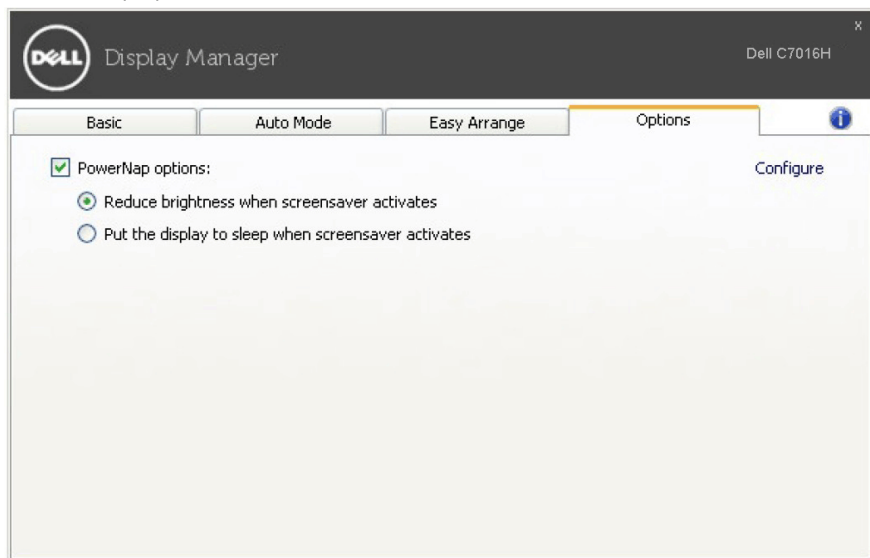 x
DELL Display Manager
Dell C7016H
Basic Auto Mode Easy Arrange Options i
PowerNap options: Configure
Reduce brightness when screensaver activates
Put the display to sleep when screensaver activates